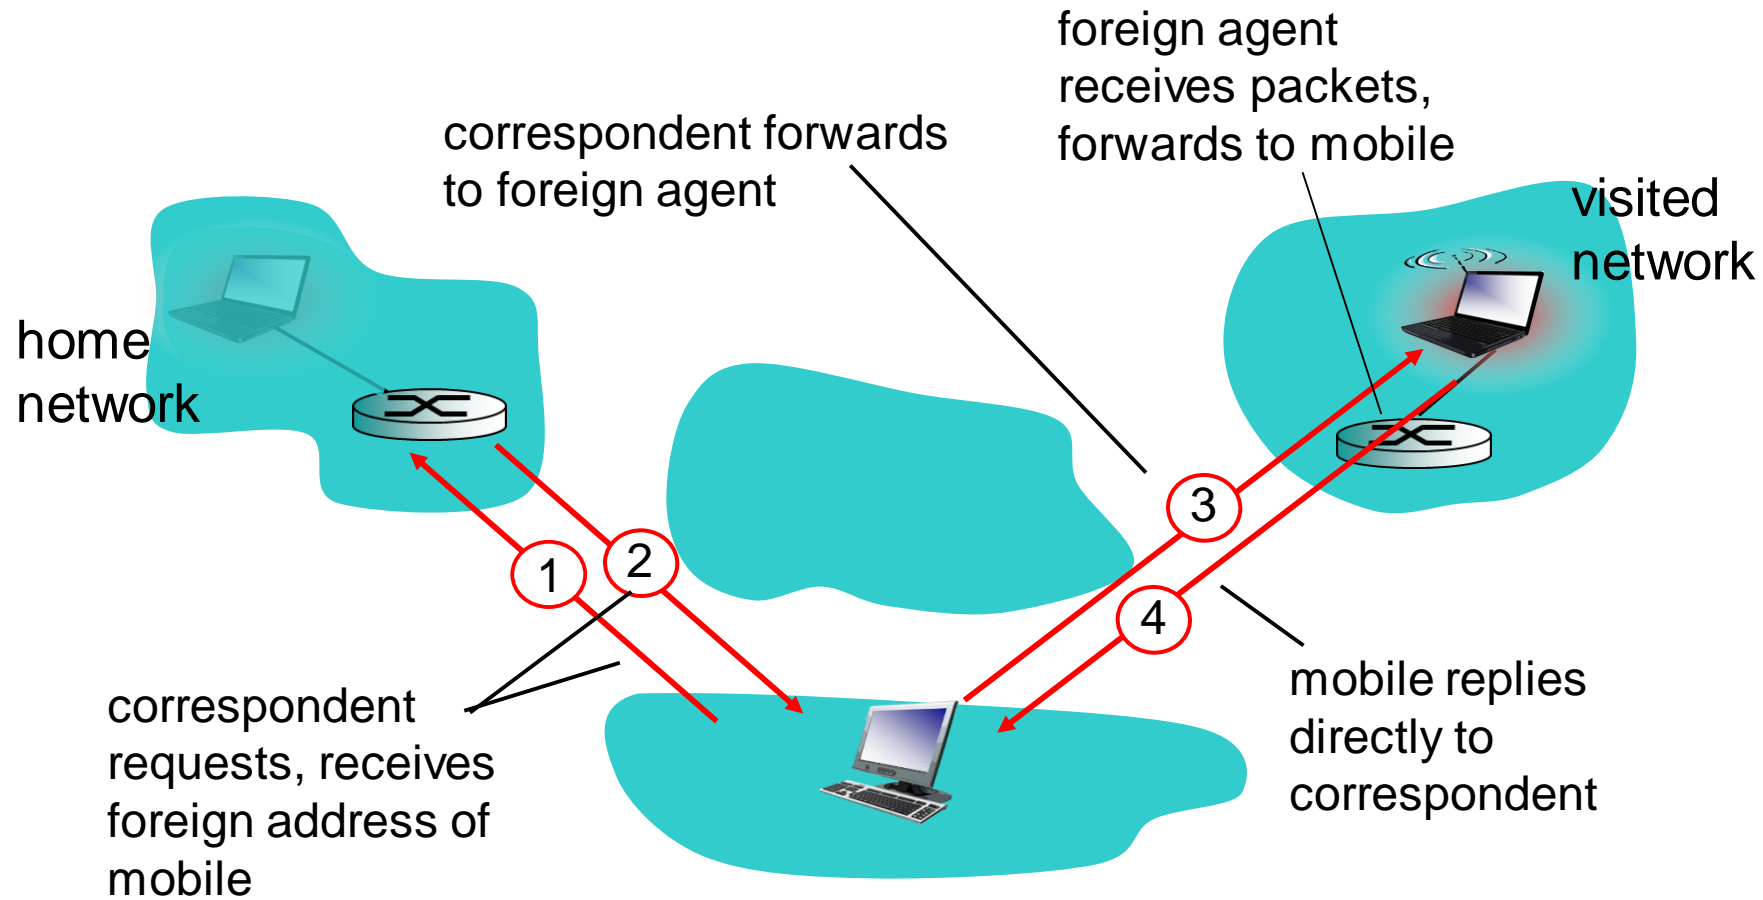 foreign agent
receives packets,
forwards to mobile
correspondent forwards
to foreign agent
visited
network
home
network
3
2
1
4
correspondent
requests, receives
foreign address of
mobile
mobile replies
directly to
correspondent